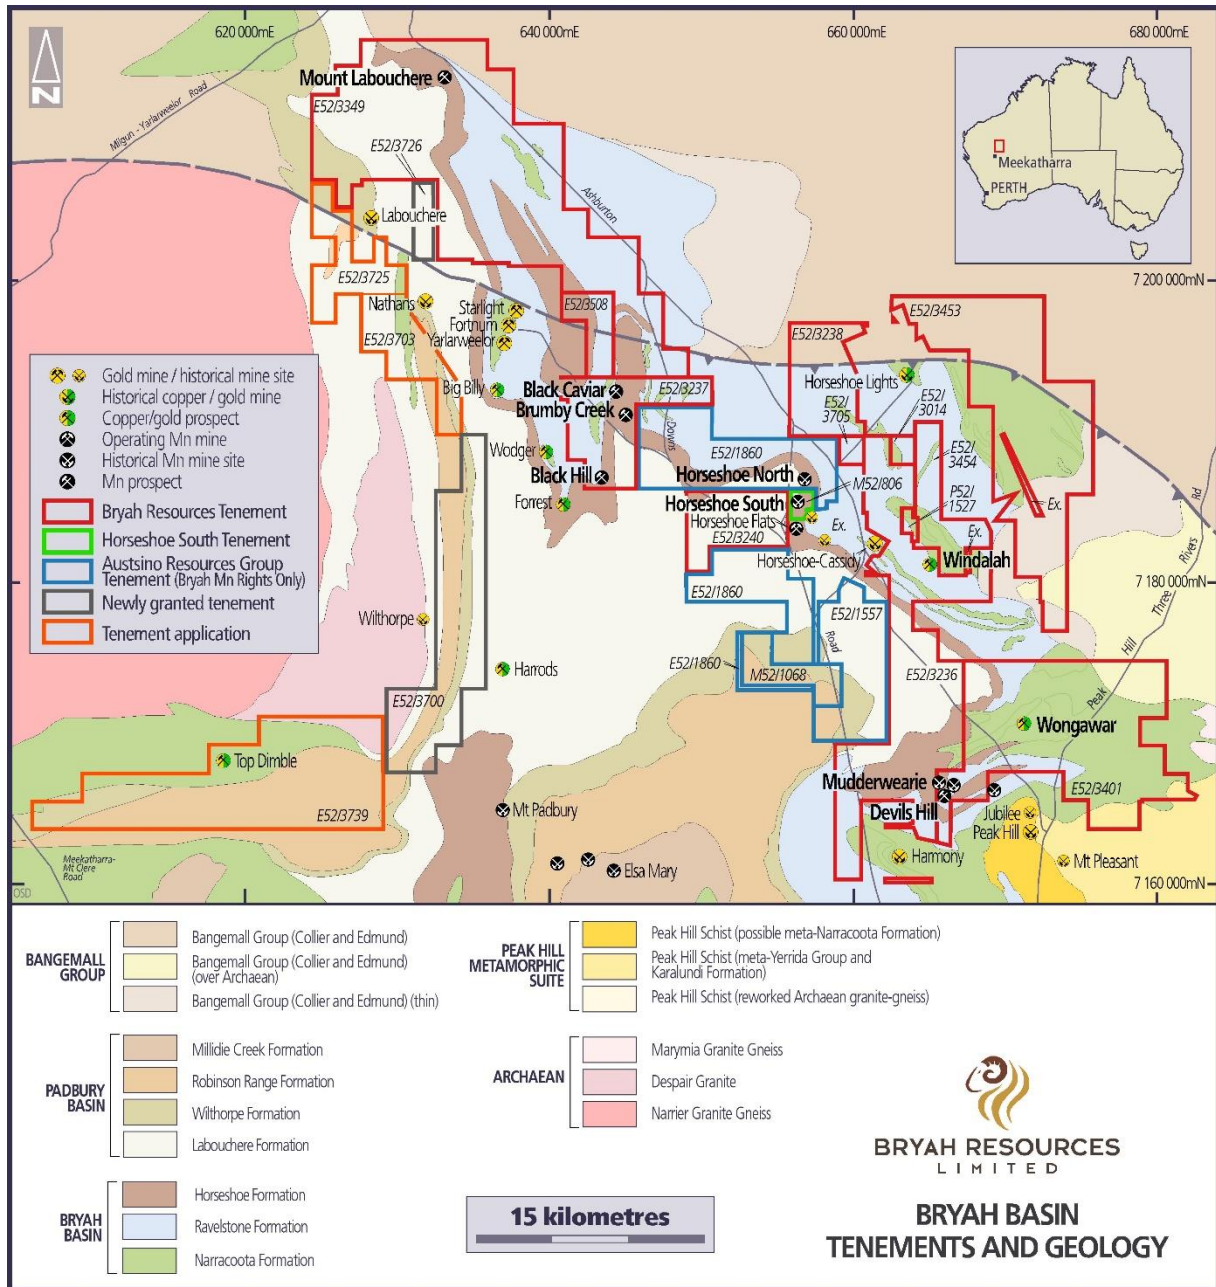 620 000mE
640 000mE
660 000mE
680 000mE
N
Milgun - Yarlarweelor Road
Mount Labouchere
E52/3349
E52/3726
Labouchere
Ashburton
Meekatharra
PERTH
7 200 000mN
E52/3725
Nathans
E52/3703
Starlight
Fortnum
Yarlarweelor
E52/3508
E52/3238
E52/3453
Horseshoe Lights
Big Billy
Black Caviar
Brumby Creek
E52/3237
E52/
3705
E52/
3014
Downs
E52/1860
E52/
3454
Wodger
Black Hill
Horseshoe North
M52/806
P52/
1527
Forrest
Horseshoe South
Horseshoe Flats
Ex.
Ex.
Ex.
E52/3240
Horseshoe-Cassidy
Windalah
Rd
Rivers
Three
Hill
Peak
7 180 000mN
E52/1860
E52/1557
Road
Wilthorpe
Harrods
E52/1860
M52/1068
E52/3236
E52/3700
Wongawar
Top Dimble
E52/3739
Mt Padbury
Mudderwearie
Devils Hill
E52/3401
Jubilee
Peak Hill
Mt Pleasant
Elsa Mary
Harmony
Meekatharra-
Mt Clere
Road
OSD
7 160 000mN
Gold mine / historical mine site
Historical copper / gold mine
Copper/gold prospect
Operating Mn mine
Historical Mn mine site
Mn prospect
Bryah Resources Tenement
Horseshoe South Tenement
Austsino Resources Group
Tenement (Bryah Mn Rights Only)
Newly granted tenement
Tenement application
BANGEMALL
GROUP
Bangemall Group (Collier and Edmund)
Bangemall Group (Collier and Edmund)
(over Archaean)
Bangemall Group (Collier and Edmund) (thin)
PADBURY
BASIN
Millidie Creek Formation
Robinson Range Formation
Wilthorpe Formation
Labouchere Formation
BRYAH
BASIN
Horseshoe Formation
Ravelstone Formation
Narracoota Formation
PEAK HILL
METAMORPHIC
SUITE
Peak Hill Schist (possible meta-Narracoota Formation)
Peak Hill Schist (meta-Yerrida Group and
Karalundi Formation)
Peak Hill Schist (reworked Archaean granite-gneiss)
ARCHAEAN
Marymia Granite Gneiss
Despair Granite
Narrier Granite Gneiss
15 kilometres
BRYAH RESOURCES
LIMITED
BRYAH BASIN
TENEMENTS AND GEOLOGY